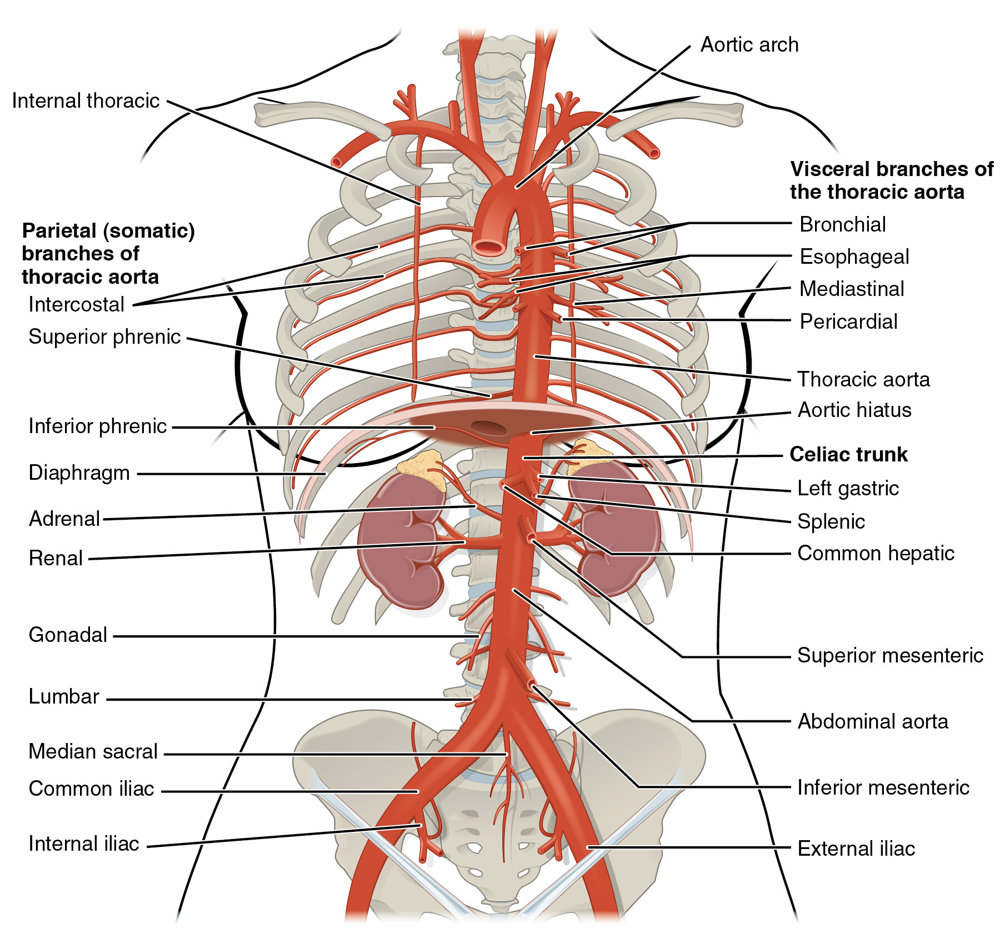 Aortic arch
Internal thoracic
Parietal (somatic)
branches of
thoracic aorta
Intercostal
Superior phrenic
Inferior phrenic
Diaphragm
Adrenal
Renal
Gonadal
Lumbar
Median sacral
Common iliac
Internal iliac
Visceral branches of
the thoracic aorta
Bronchial
Esophageal
Mediastinal
Pericardial
Thoracic aorta
Aortic hiatus
Celiac trunk
Left gastric
Splenic
Common hepatic
Superior mesenteric
Abdominal aorta
Inferior mesenteric
External iliac